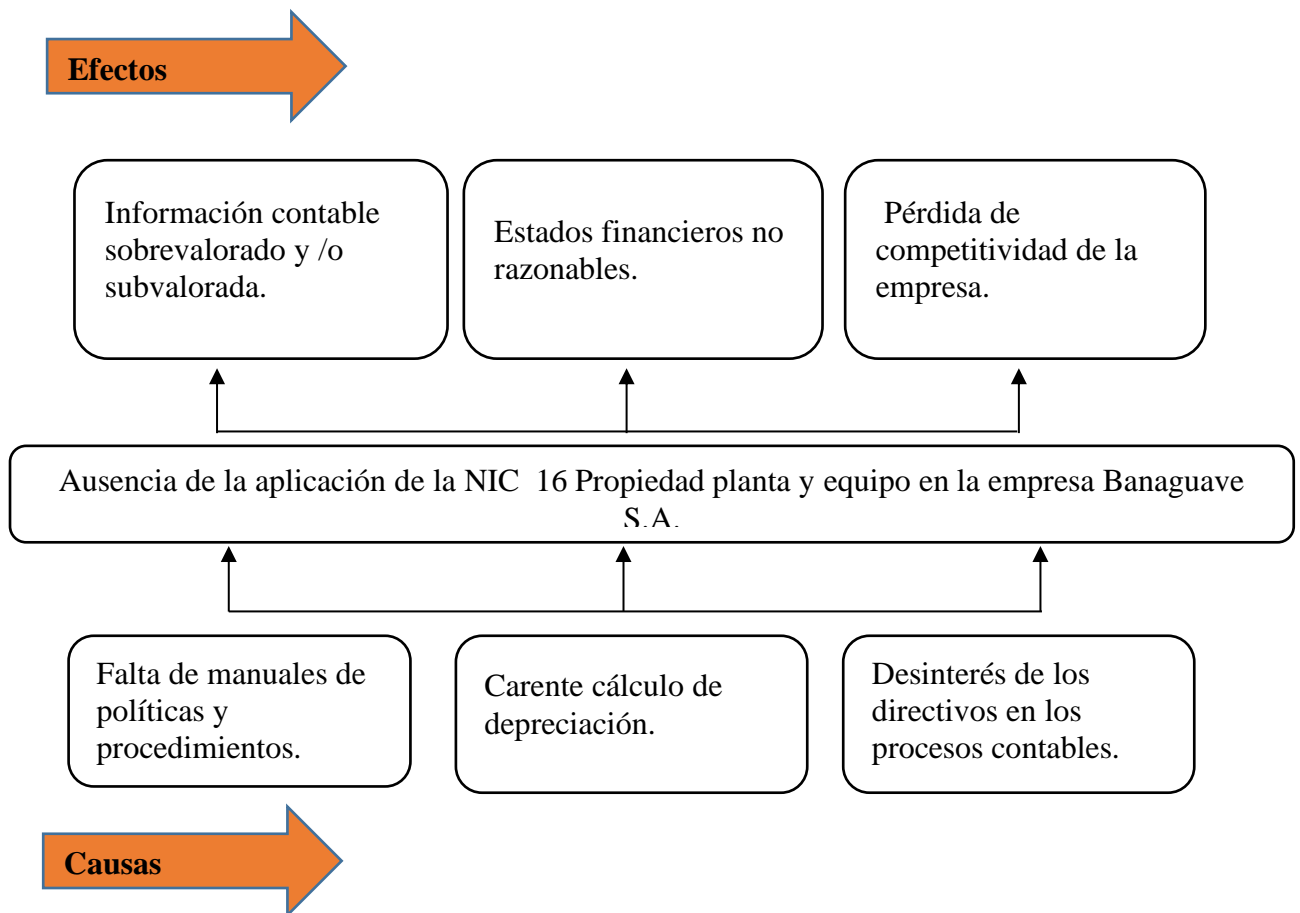 Efectos
Información contable
sobrevalorado y /o
subvalorada.
Estados financieros no
razonables.
Pérdida de
competitividad de la
empresa.
Ausencia de la aplicación de la NIC  16 Propiedad planta y equipo en la empresa Banaguave
S.A.
Falta de manuales de
políticas y
procedimientos.
Carente cálculo de
depreciación.
Desinterés de los
directivos en los
procesos contables.
Causas